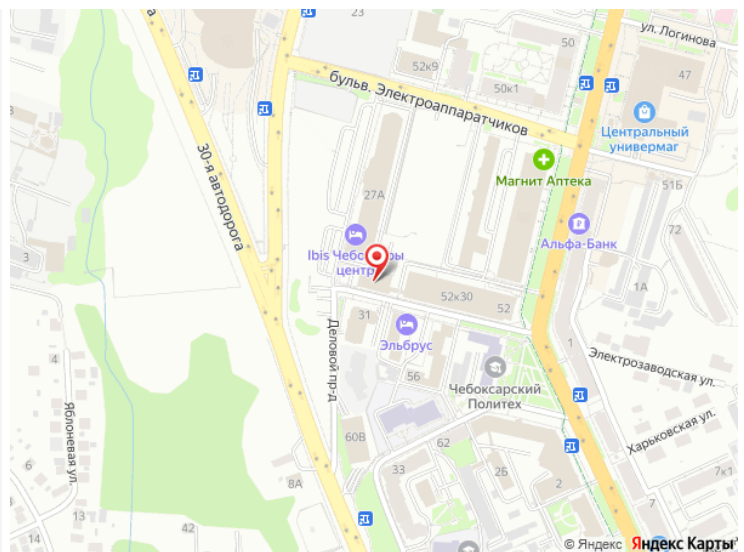 23
50
ул. Логинова
52к9
47
50к1
бульв. Электроаппаратчиков
Центральный
универмаг
3
30-я автодорога
Магнит Аптека
51Б
27А
72
Альфа-Банк
Ibis Чебоксары
центр
1А
52к30
52
31
Эльбрус
Деловой пр-д
1
Электрозаводская ул.
4
56
Чебоксарский
Политех
Яблоневая ул.
Харьковская ул.
60В
62
6
33
2Б
7к1
8А
2
7
42
12
14
13
© Яндекс Яндекс Карты